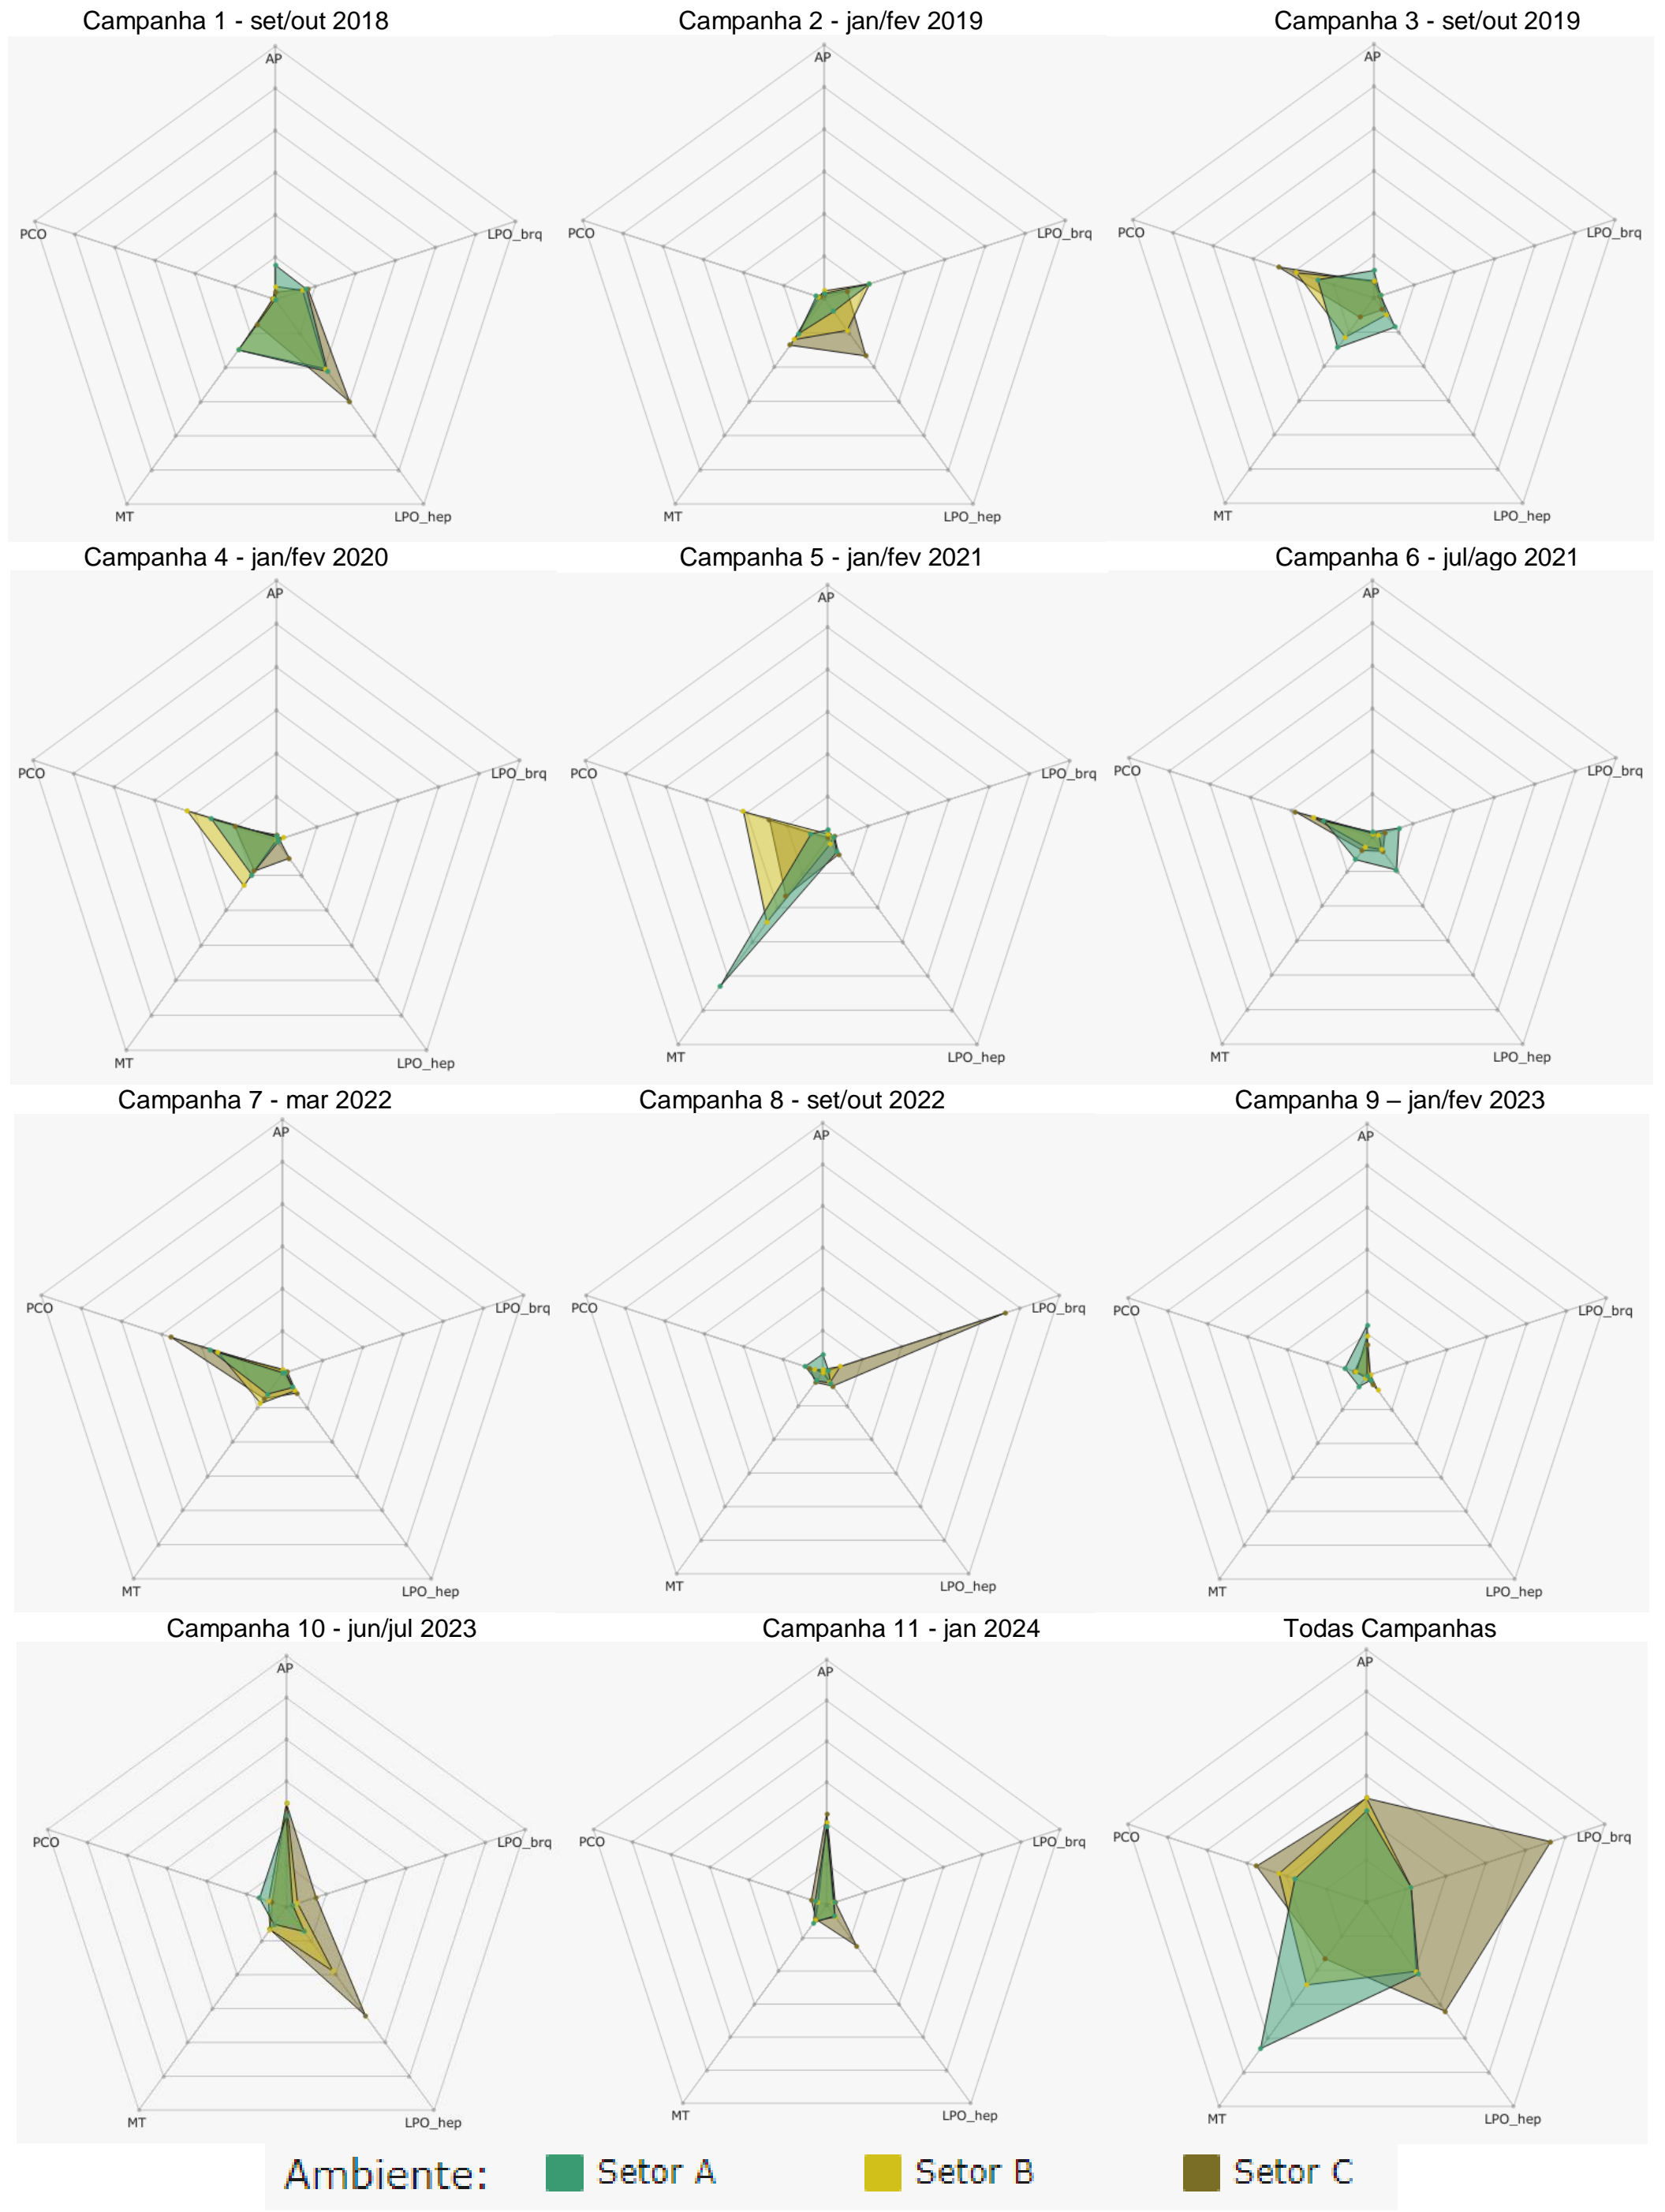 Campanha 1 - set/out 2018
Campanha 2 - jan/fev 2019
Campanha 3 - set/out 2019
AP
AP
AP
PCO
LPO_brq
PCO
LPO_brq
PCO
LPO_brq
MT
LPO_hep
MT
LPO_hep
MT
LPO_hep
Campanha 4 - jan/fev 2020
Campanha 5 - jan/fev 2021
Campanha 6 - jul/ago 2021
AP
AP
AP
PCO
LPO_brq
PCO
LPO_brq
PCO
LPO_brq
MT
LPO_hep
MT
LPO_hep
MT
LPO_hep
Campanha 7 - mar 2022
Campanha 8 - set/out 2022
Campanha 9 – jan/fev 2023
AP
AP
AP
PCO
LPO_brq
PCO
LPO_brq
PCO
LPO_brq
MT
LPO_hep
MT
LPO_hep
MT
LPO_hep
Campanha 10 - jun/jul 2023
Campanha 11 - jan 2024
Todas Campanhas
AP
AP
AP
PCO
LPO_brq
PCO
LPO_brq
PCO
LPO_brq
MT
LPO_hep
MT
LPO_hep
MT
LPO_hep
Ambiente: Setor A Setor B Setor C